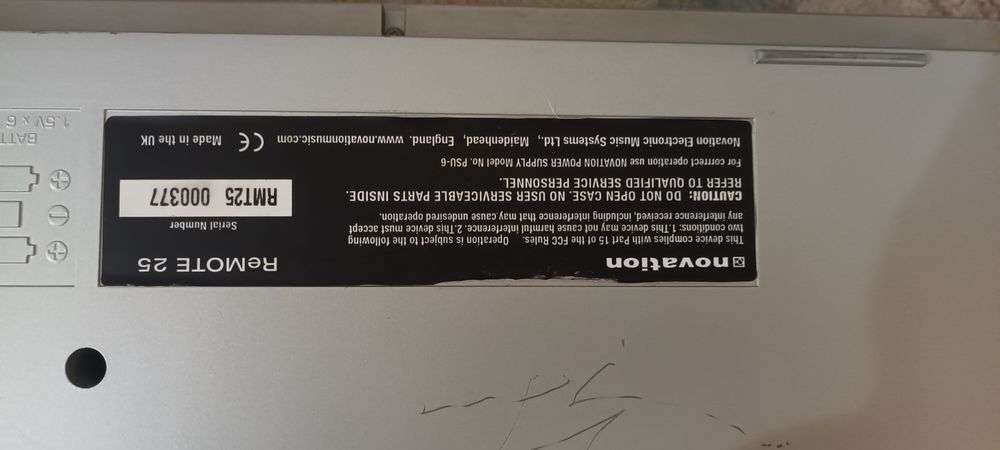 novation
ReMOTE 25
This device complies with Part 15 of the FCC Rules. Operation is subject to the following
two conditions: 1.This device may not cause harmful interference. 2.This device must accept
any interference received, including interference that may cause undesired operation.
Serial Number
CAUTION: DO NOT OPEN CASE. NO USER SERVICEABLE PARTS INSIDE.
REFER TO QUALIFIED SERVICE PERSONNEL.
RMT25 000377
For correct operation use NOVATION POWER SUPPLY Model No. PSU-6
Novation Electronic Music Systems Ltd., Maidenhead, England. www.novationmusic.com CE Made in the UK
1.5V x 6